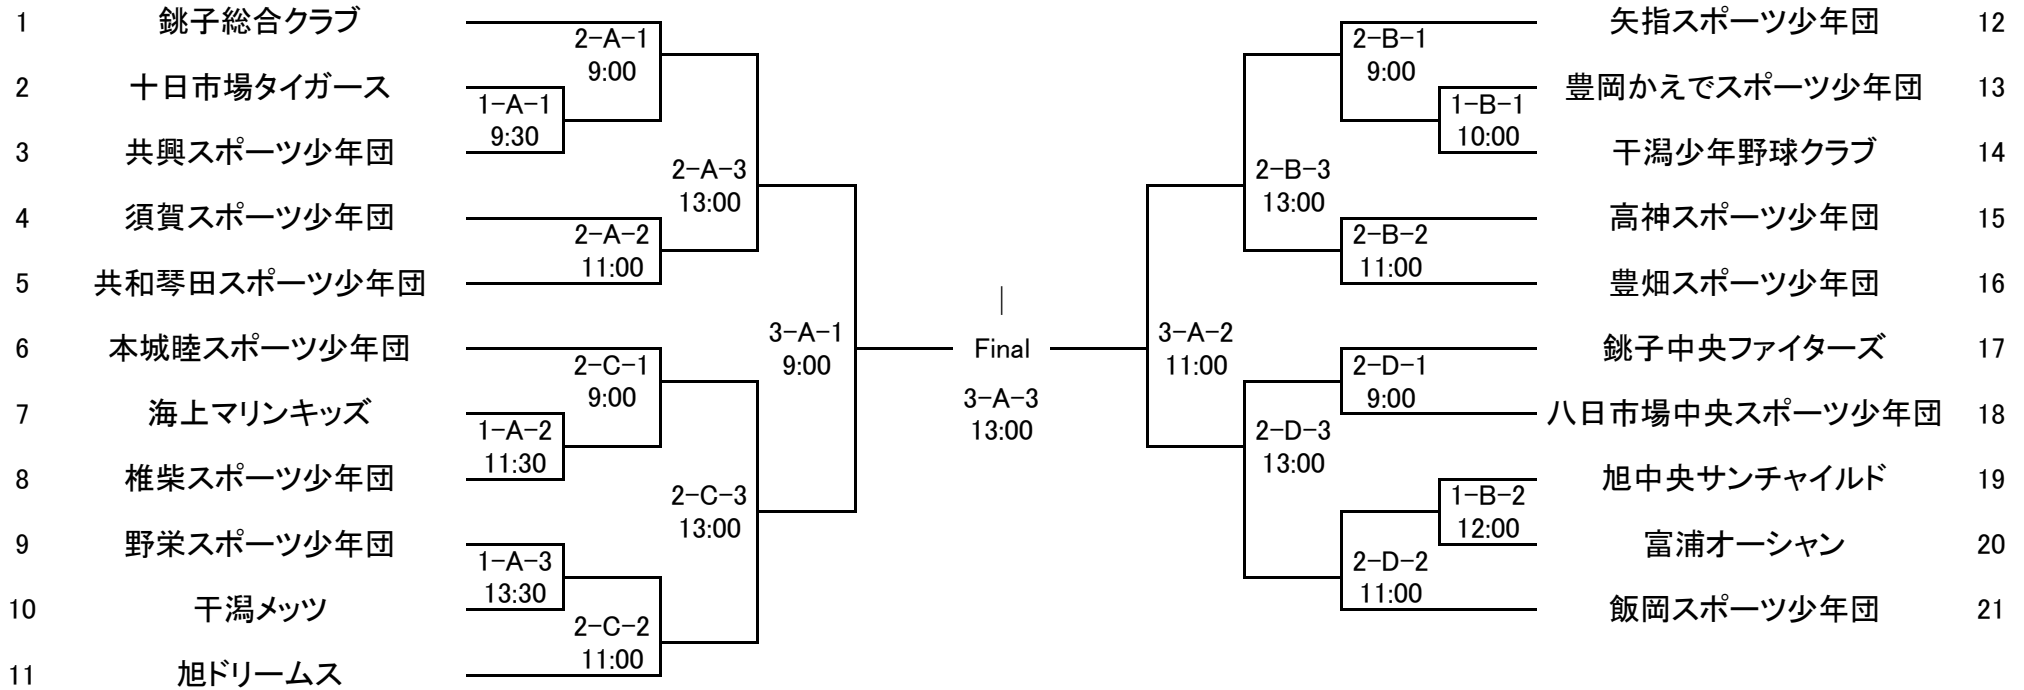 1 銚子総合クラブ
2 十日市場タイガース
3 共興スポーツ少年団
4 須賀スポーツ少年団
5 共和琴田スポーツ少年団
6 本城睦スポーツ少年団
7 海上マリンキッズ
8 椎柴スポーツ少年団
9 野栄スポーツ少年団
10 干潟メッツ
11 旭ドリームス
1-A-1
9:30
1-A-2
11:30
1-A-3
13:30
2-A-1
9:00
2-A-2
11:00
2-C-1
9:00
2-C-2
11:00
2-A-3
13:00
2-C-3
13:00
3-A-1
9:00
Final
3-A-3
13:00
3-A-2
11:00
2-B-3
13:00
2-D-3
13:00
2-B-1
9:00
2-B-2
11:00
2-D-1
9:00
2-D-2
11:00
1-B-1
10:00
1-B-2
12:00
矢指スポーツ少年団 12
豊岡かえでスポーツ少年団 13
干潟少年野球クラブ 14
高神スポーツ少年団 15
豊畑スポーツ少年団 16
銚子中央ファイターズ 17
八日市場中央スポーツ少年団 18
旭中央サンチャイルド 19
富浦オーシャン 20
飯岡スポーツ少年団 21